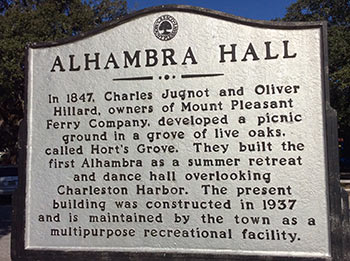 ALHAMBRA HALL
In 1847, Charles Jugnot and Oliver
Hillard, owners of Mount Pleasant
Ferry Company, developed a picnic
ground in a grove of live oaks,
called Hort's Grove. They built the
first Alhambra as a summer retreat
and dance hall overlooking
Charleston Harbor. The present
building was constructed in 1937
and is maintained by the town as a
multipurpose recreational facility.